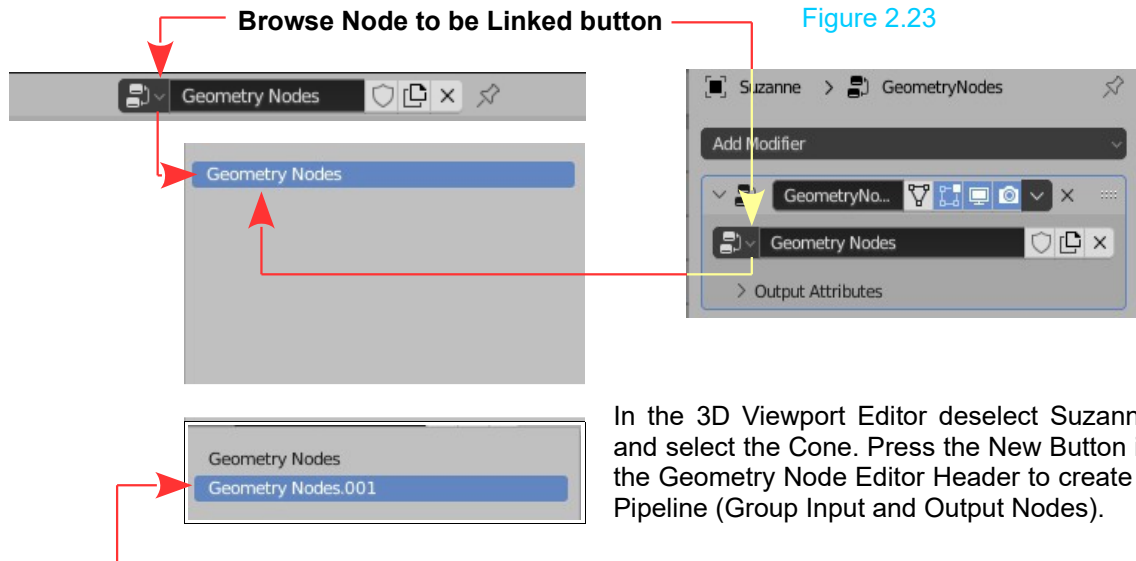 Browse Node to be Linked button
Figure 2.23
Geometry Nodes
Geometry Nodes
Suzanne > GeometryNodes
Add Modifier
GeometryNo...
Geometry Nodes
> Output Attributes
Geometry Nodes
Geometry Nodes.001
In the 3D Viewport Editor deselect Suzann
and select the Cone. Press the New Button i
the Geometry Node Editor Header to create
Pipeline (Group Input and Output Nodes).